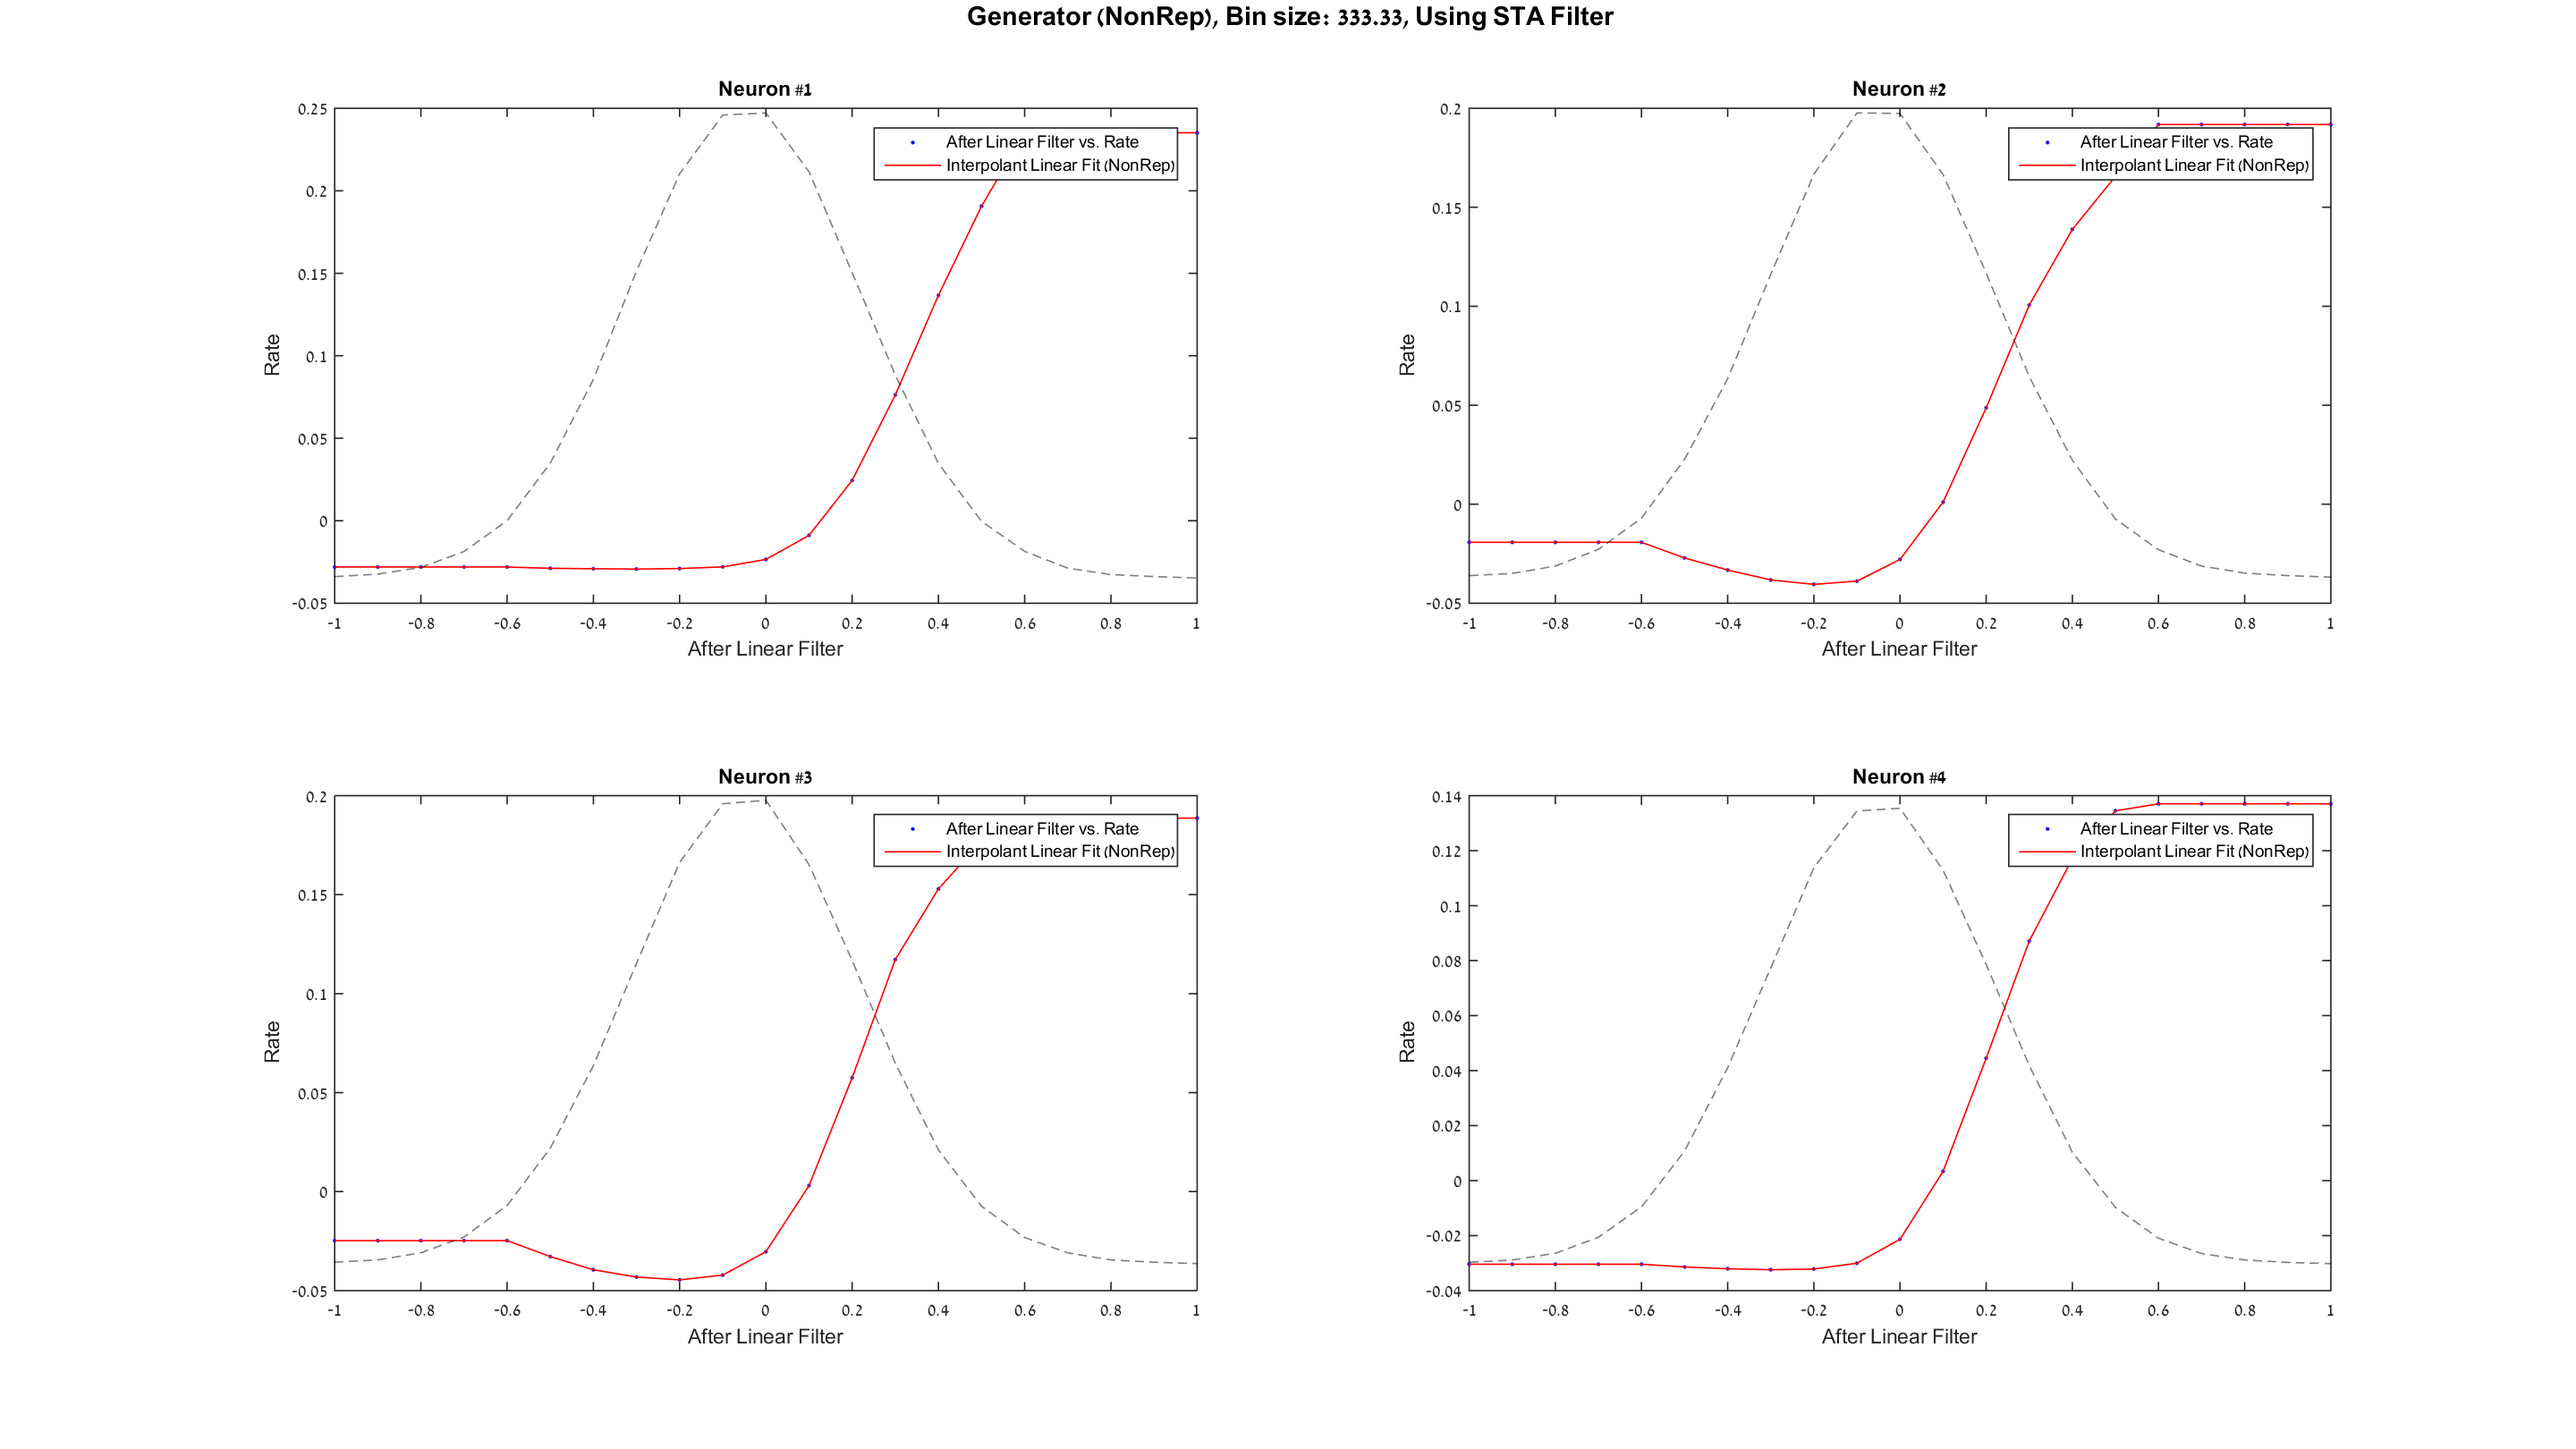 Generator (NonRep), Bin size: 333.33, Using STA Filter
Neuron #1
0.25
0.2
0.15
0.1
0.05
0
-0.05
Rate
After Linear Filter vs. Rate
Interpolant Linear Fit (NonRep)
-1 -0.8 -0.6 -0.4 -0.2 0 0.2 0.4 0.6 0.8 1
After Linear Filter
Neuron #2
0.2
0.15
0.1
0.05
0
-0.05
Rate
After Linear Filter vs. Rate
Interpolant Linear Fit (NonRep)
-1 -0.8 -0.6 -0.4 -0.2 0 0.2 0.4 0.6 0.8 1
After Linear Filter
Neuron #3
0.2
0.15
0.1
0.05
0
-0.05
Rate
After Linear Filter vs. Rate
Interpolant Linear Fit (NonRep)
-1 -0.8 -0.6 -0.4 -0.2 0 0.2 0.4 0.6 0.8 1
After Linear Filter
Neuron #4
0.14
0.12
0.1
0.08
0.06
0.04
0.02
0
-0.02
-0.04
Rate
After Linear Filter vs. Rate
Interpolant Linear Fit (NonRep)
-1 -0.8 -0.6 -0.4 -0.2 0 0.2 0.4 0.6 0.8 1
After Linear Filter